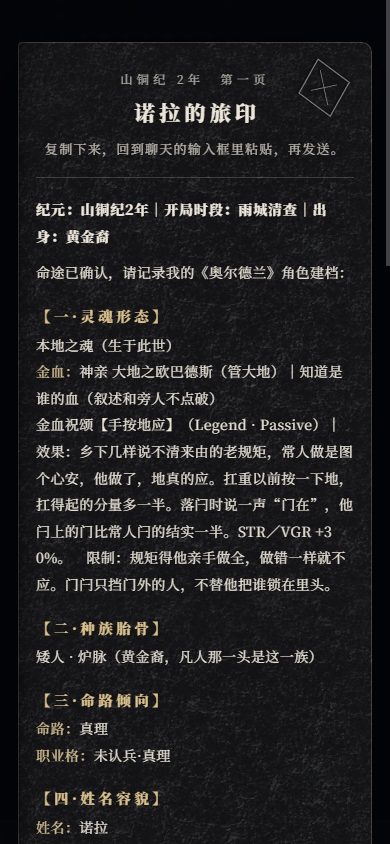 山铜纪 2年　第一页
诺拉的旅印
复制下来，回到聊天的输入框里粘贴，再发送。
纪元：山铜纪2年｜开局时段：雨城清查｜出
身：黄金裔
命途已确认，请记录我的《奥尔德兰》角色建档：
【一·灵魂形态】
本地之魂（生于此世）
金血：神亲 大地之欧巴德斯（管大地）｜知道是
谁的血（叙述和旁人不点破）
金血祝颂【手按地应】（Legend · Passive）｜
效果：乡下几样说不清来由的老规矩，常人做是图
个心安，他做了，地真的应。扛重以前按一下地，
扛得起的分量多一半。落闩时说一声“门在”，他
闩上的门比常人闩的结实一半。STR／VGR +3
0%。　限制：规矩得他亲手做全，做错一样就不
应。门闩只挡门外的人，不替他把谁锁在里头。
【二·种族胎骨】
矮人 · 炉脉（黄金裔，凡人那一头是这一族）
【三·命路倾向】
命路：真理
职业格：未认兵·真理
【四·姓名容貌】
姓名：诺拉